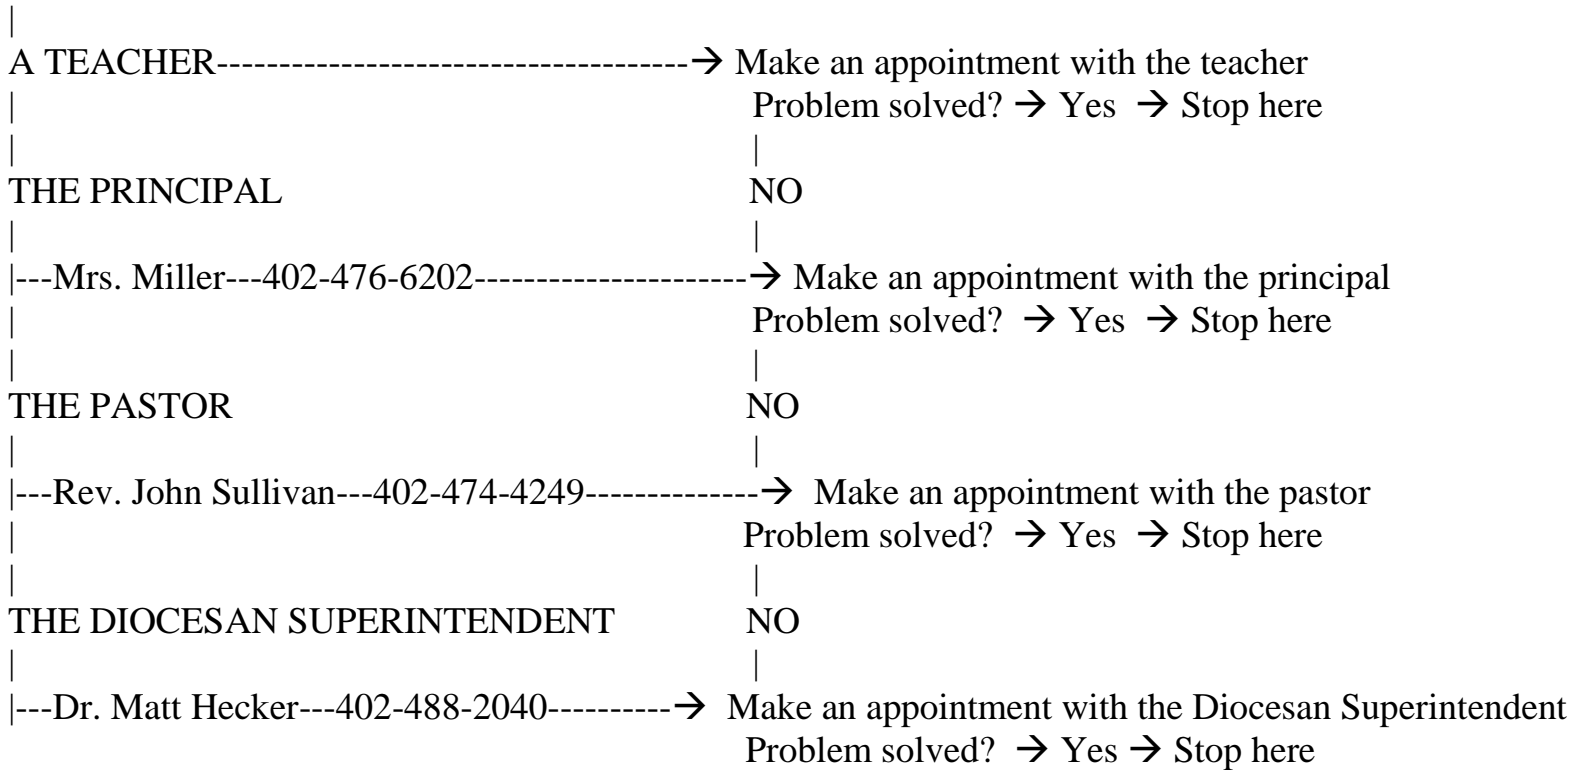 |
A TEACHER--------------------------------------→ Make an appointment with the teacher
| Problem solved? → Yes → Stop here
| |
THE PRINCIPAL NO
| |
|---Mrs. Miller---402-476-6202----------------------→ Make an appointment with the principal
| Problem solved? → Yes → Stop here
| |
THE PASTOR NO
| |
|---Rev. John Sullivan---402-474-4249--------------→ Make an appointment with the pastor
| Problem solved? → Yes → Stop here
| |
THE DIOCESAN SUPERINTENDENT NO
| |
|---Dr. Matt Hecker---402-488-2040----------→ Make an appointment with the Diocesan Superintendent
Problem solved? → Yes → Stop here